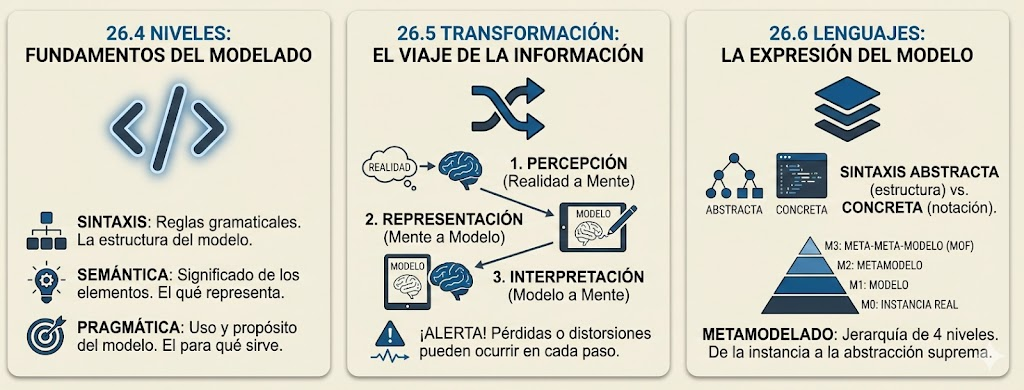 26.4 NIVELES:
FUNDAMENTOS DEL MODELADO
</>
SINTAXIS: Reglas gramaticales.
La estructura del modelo.
SEMÁNTICA: Significado de los
elementos. El qué representa.
PRAGMÁTICA: Uso y propósito
del modelo. El para qué sirve.
26.5 TRANSFORMACIÓN:
EL VIAJE DE LA INFORMACIÓN
REALIDAD
1. PERCEPCIÓN
(Realidad a Mente)
2. REPRESENTACIÓN
(Mente a Modelo)
MODELO
MODELO
3. INTERPRETACIÓN
(Modelo a Mente)
¡ALERTA! Pérdidas o distorsiones
pueden ocurrir en cada paso.
26.6 LENGUAJES:
LA EXPRESIÓN DEL MODELO
ABSTRACTA
CONCRETA
SINTAXIS ABSTRACTA
(estructura) vs.
CONCRETA (notación).
M3: META-META-MODELO (MOF)
M2: METAMODELO
M1: MODELO
M0: INSTANCIA REAL
METAMODELADO: Jerarquía de 4 niveles.
De la instancia a la abstracción suprema.